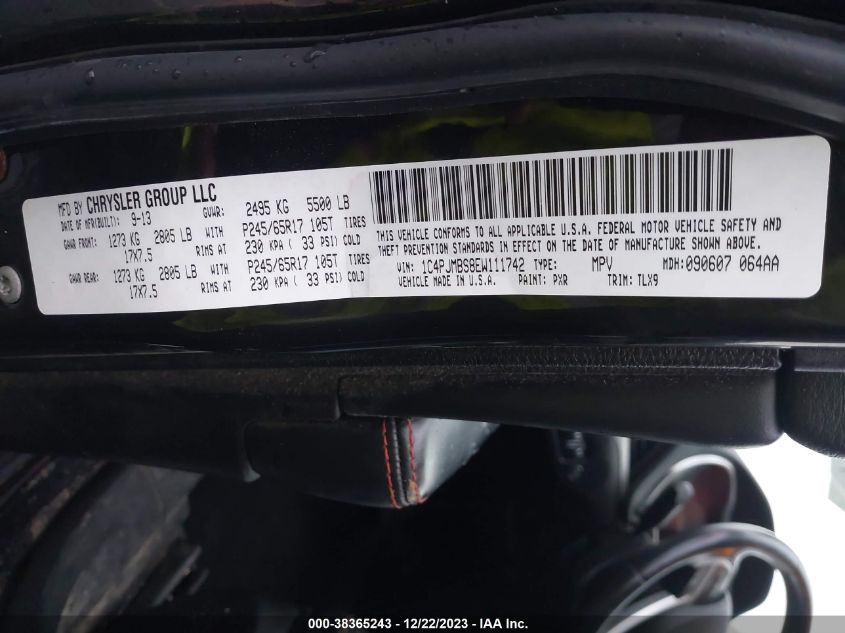 MFD BY CHRYSLER GROUP LLC
DATE OF MFR(BUILT): 9-13 GVWR: 2495 KG 5500 LB
GAWR FRONT: 1273 KG 2805 LB WITH P245/65R17 105T TIRES
17X7.5 RIMS AT 230 KPA ( 33 PSI) COLD
GAWR REAR: 1273 KG 2805 LB WITH P245/65R17 105T TIRES
17X7.5 RIMS AT 230 KPA ( 33 PSI) COLD
THIS VEHICLE CONFORMS TO ALL APPLICABLE U.S.A. FEDERAL MOTOR VEHICLE SAFETY AND
THEFT PREVENTION STANDARDS IN EFFECT ON THE DATE OF MANUFACTURE SHOWN ABOVE.
VIN: 1C4PJMBS8EW111742 TYPE: MPV MDH: 090607 064AA
VEHICLE MADE IN U.S.A. PAINT: PXR TRIM: TLX9
000-38365243 - 12/22/2023 - IAA Inc.